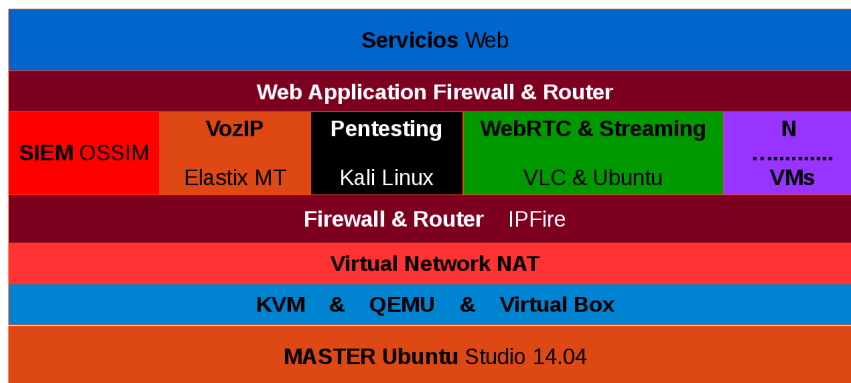 Servicios Web
Web Application Firewall & Router
SIEM OSSIM
VozIP
Elastix MT
Pentesting
Kali Linux
WebRTC & Streaming
VLC & Ubuntu
N
.............
VMs
Firewall & Router IPFire
Virtual Network NAT
KVM & QEMU & Virtual Box
MASTER Ubuntu Studio 14.04